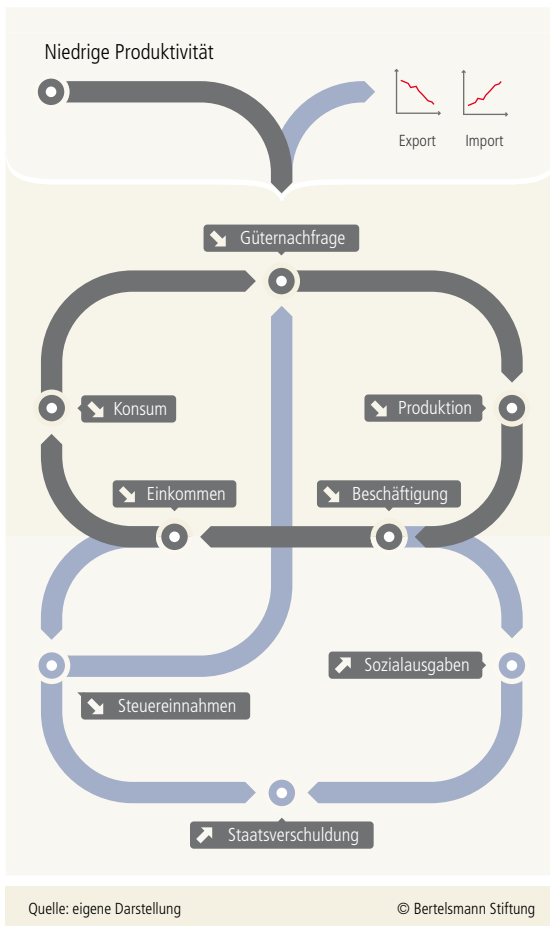 Niedrige Produktivität
Export
Import
Güternachfrage
Konsum
Produktion
Einkommen
Beschäftigung
Sozialausgaben
Steuereinnahmen
Staatsverschuldung
Quelle: eigene Darstellung
© Bertelsmann Stiftung